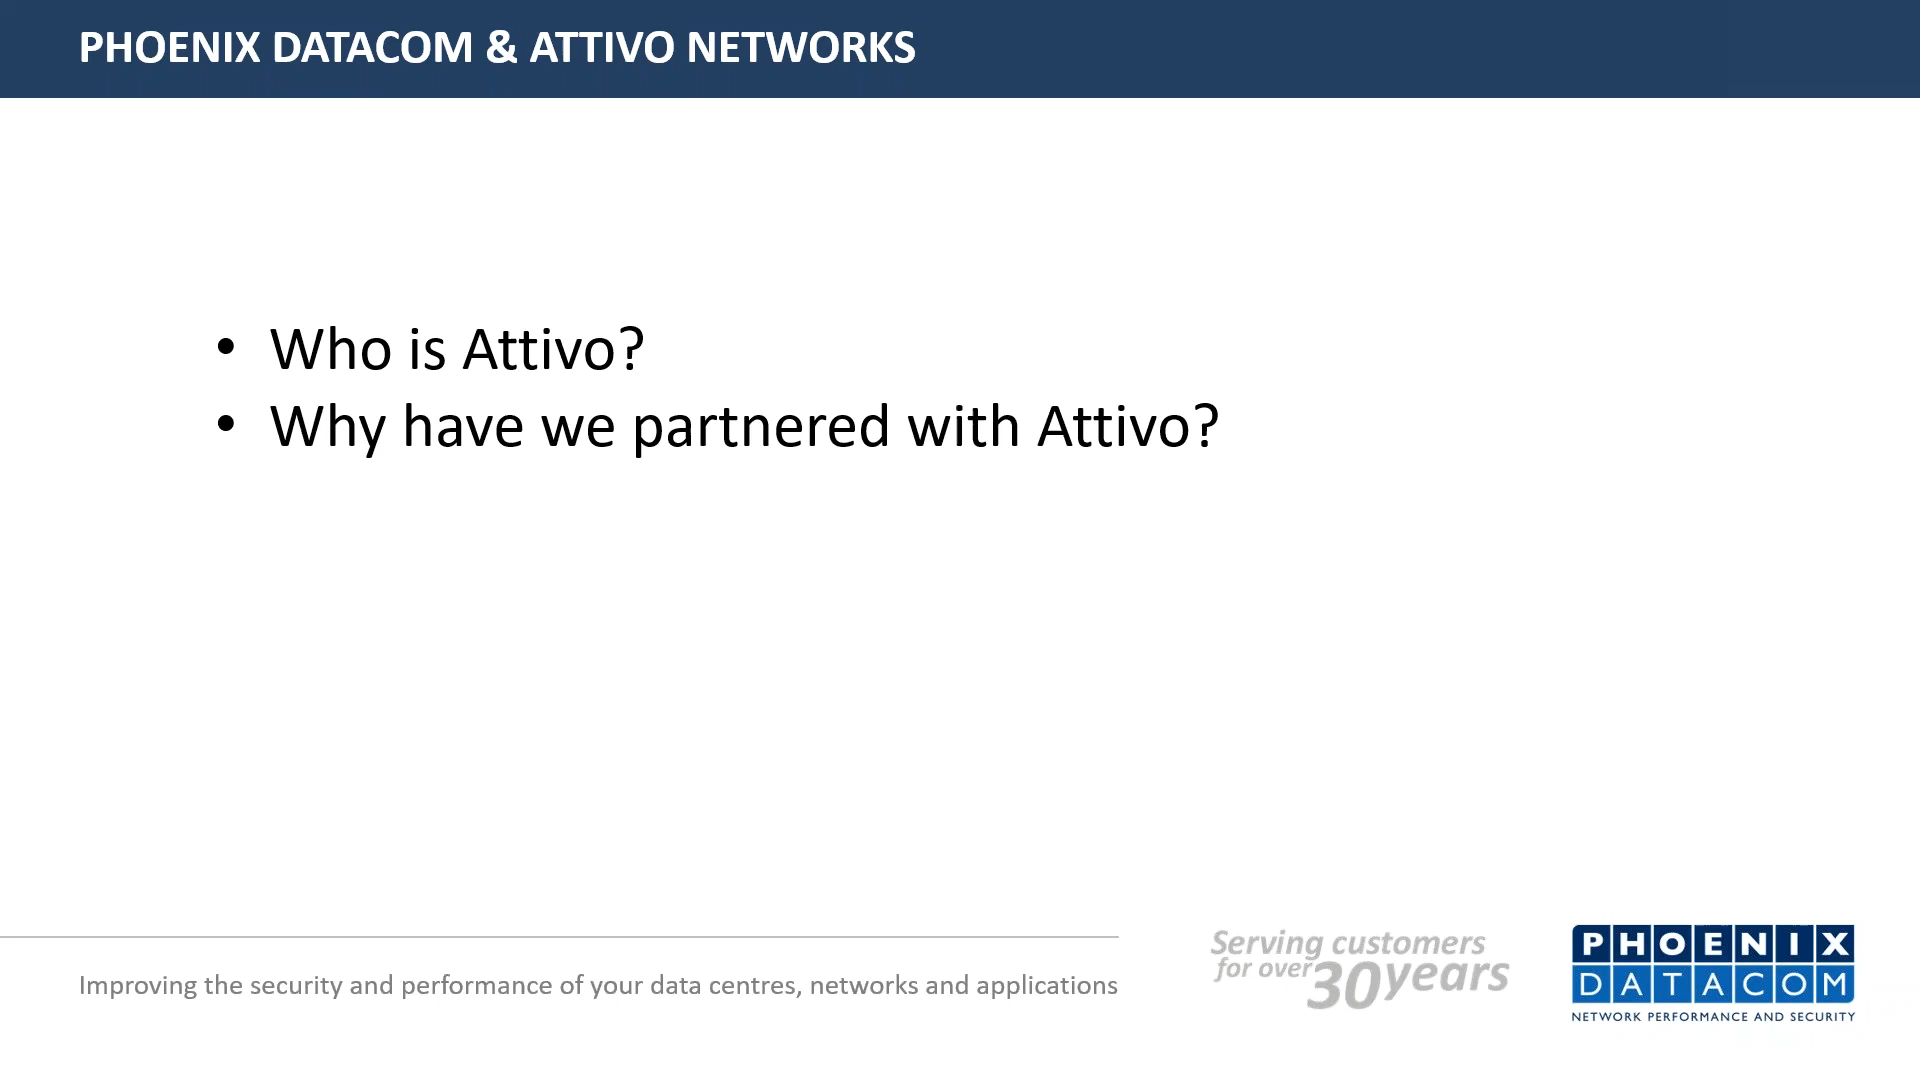 PHOENIX DATACOM & ATTIVO NETWORKS
• Who is Attivo?
• Why have we partnered with Attivo?
Improving the security and performance of your data centres, networks and applications
Serving customers
for over 30 years
PHOENIX
DATACOM
NETWORK PERFORMANCE AND SECURITY